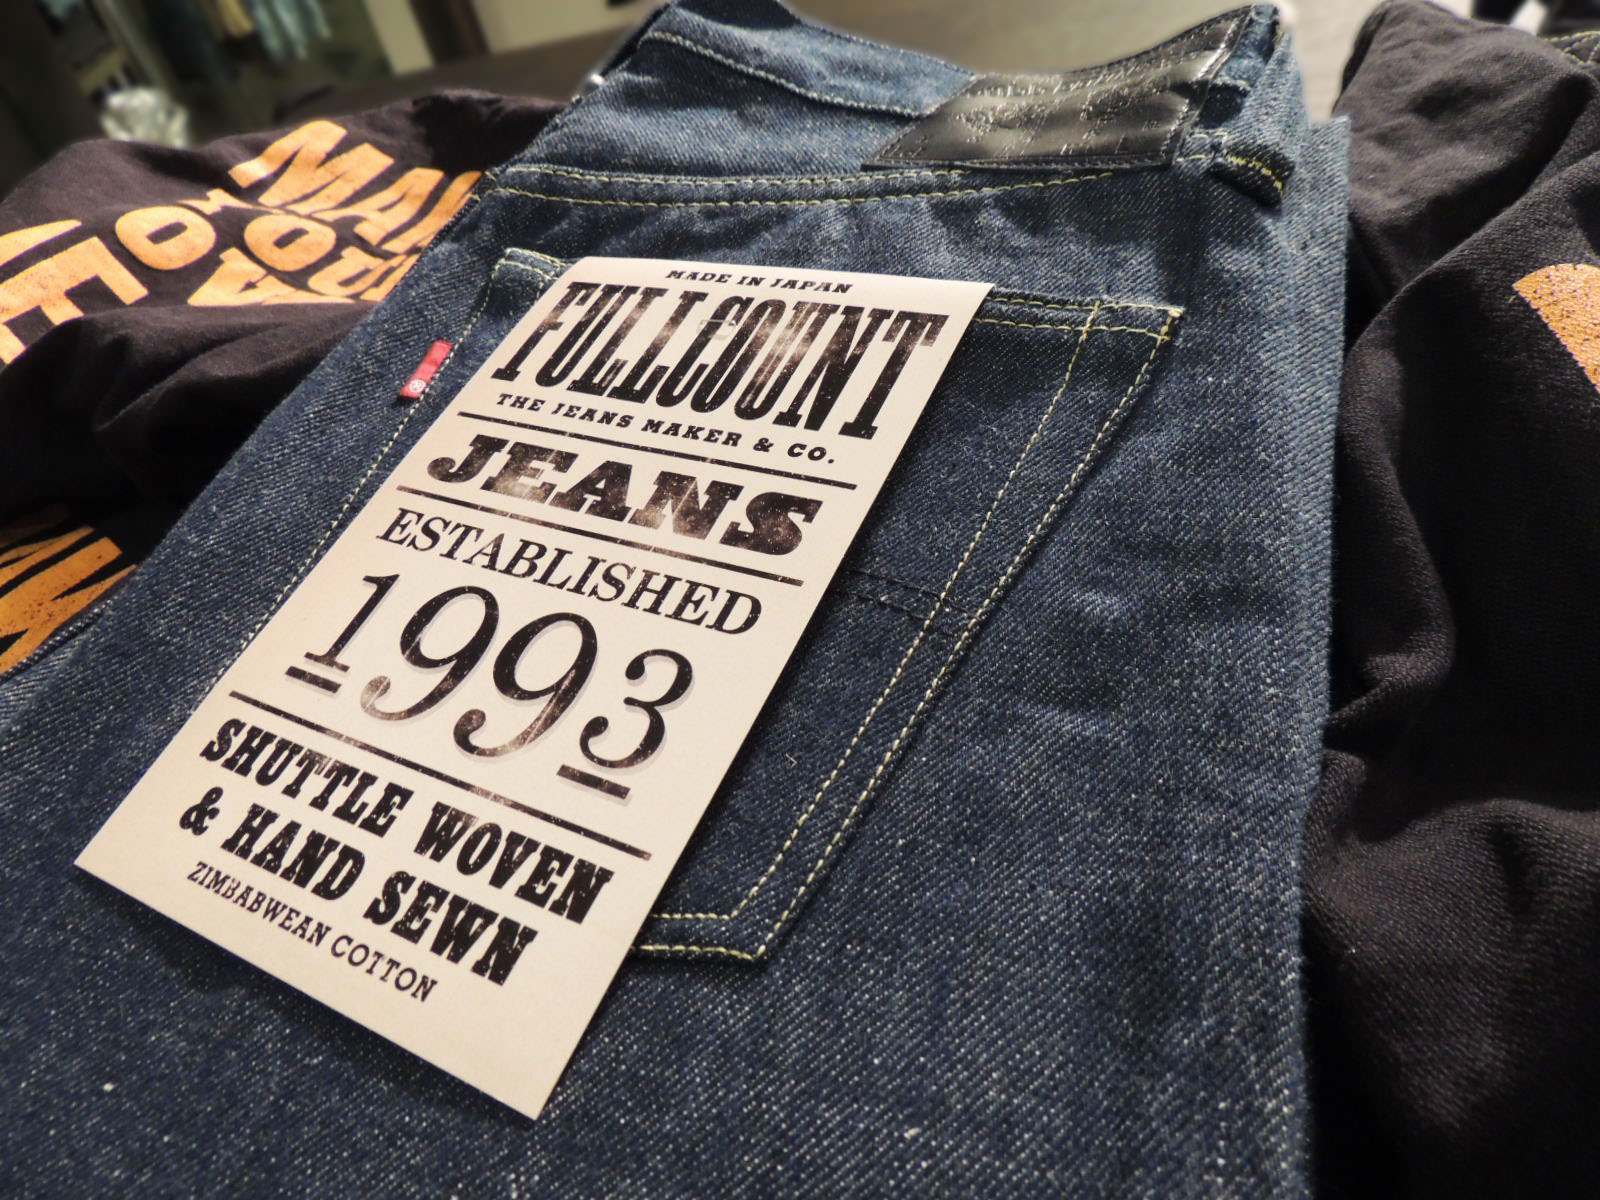 MADE IN JAPAN
FULLCOUNT
THE JEANS MAKER & CO.
JEANS
ESTABLISHED
1993
SHUTTLE WOVEN
& HAND SEWN
ZIMBABWEAN COTTON
®